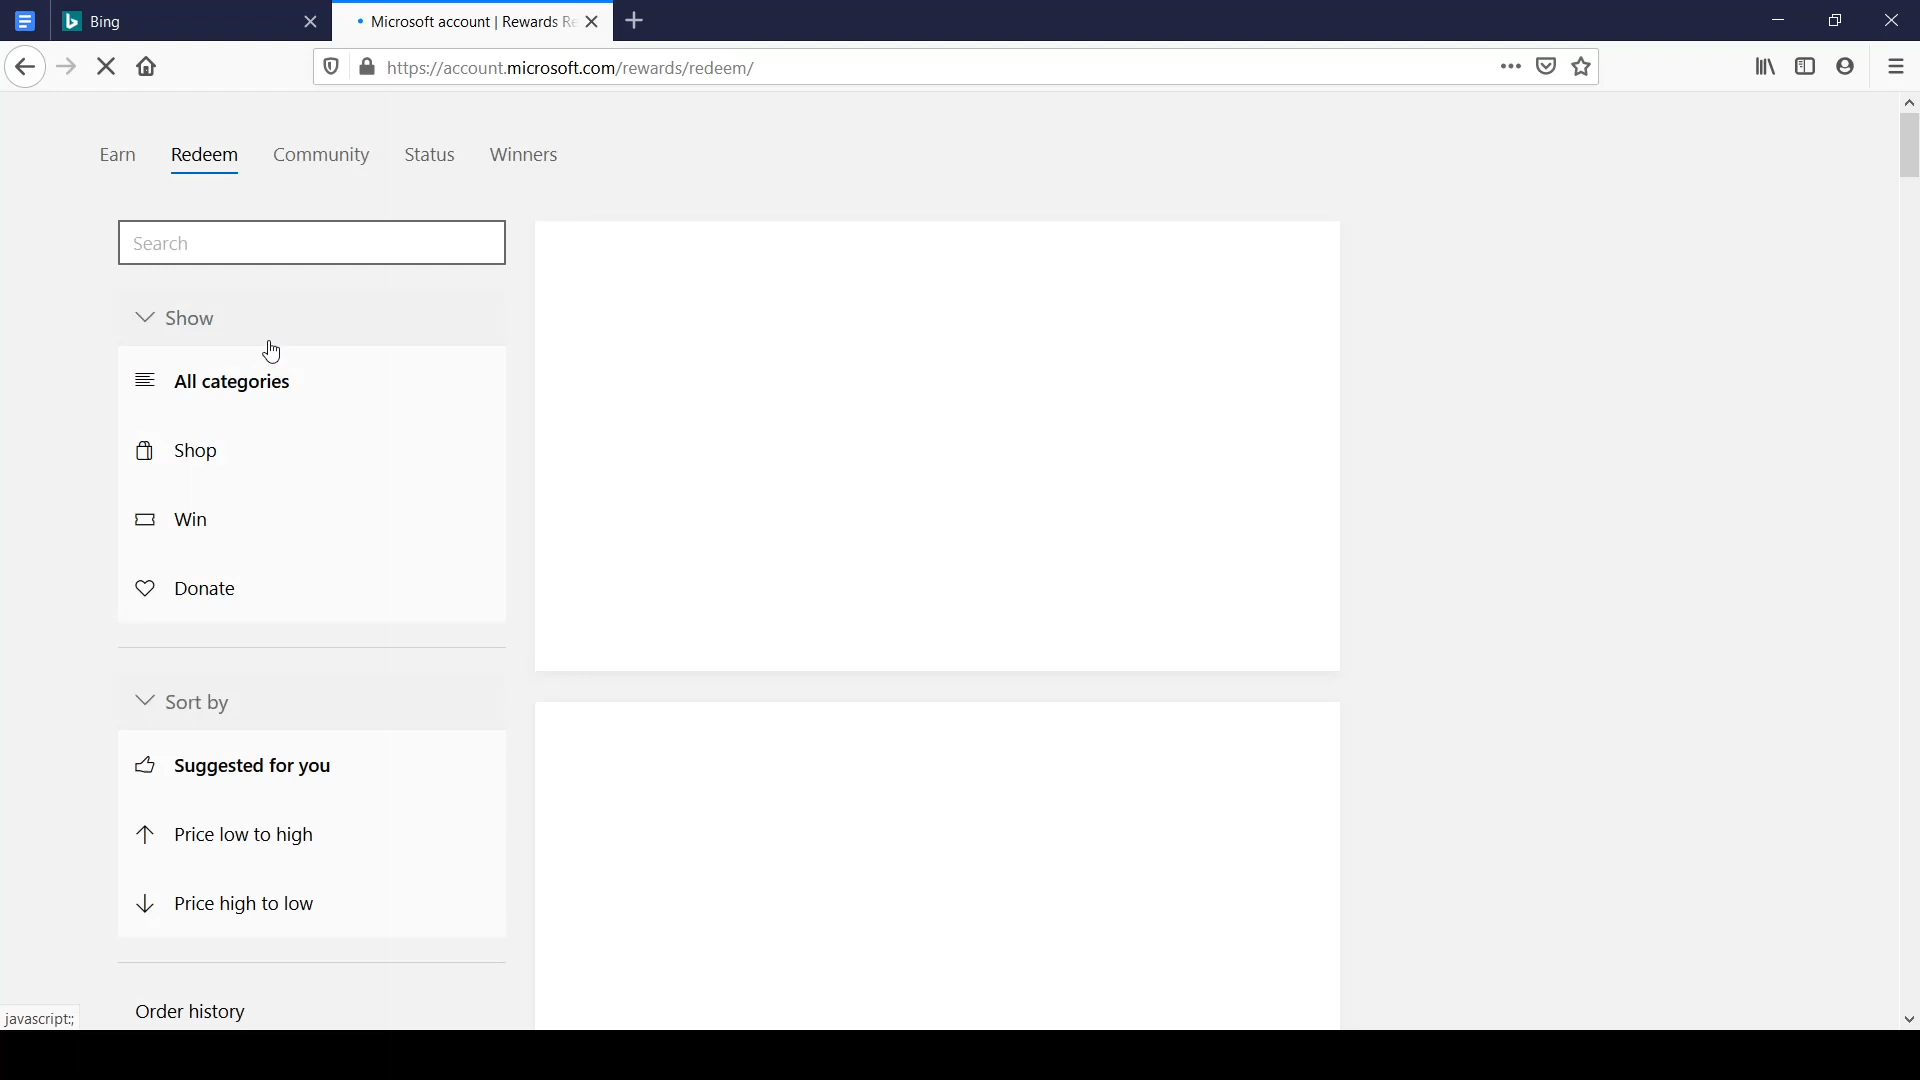 Bing
Microsoft account | Rewards Re
https://account.microsoft.com/rewards/redeem/
Earn Redeem Community Status Winners
Search
Show
All categories
Shop
Win
Donate
Sort by
Suggested for you
Price low to high
Price high to low
Order history
javascript:;